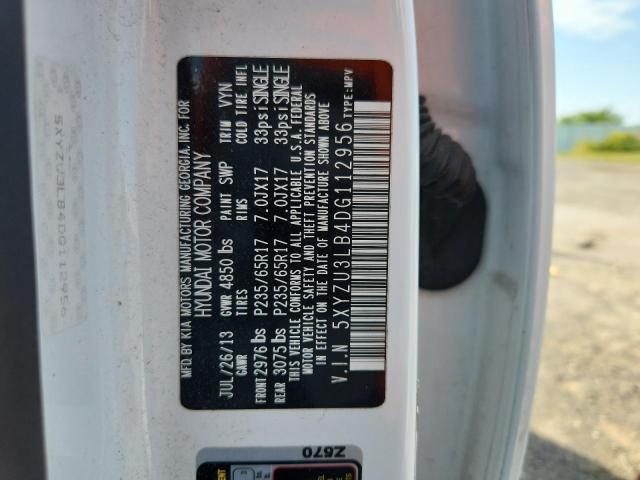 MFD.BY KIA MOTORS MANUFACTURING GEORGIA, INC. FOR
HYUNDAI MOTOR COMPANY
JUL/26/13 GVWR 4850 lbs PAINT SWP TRIM VYN
GAWR TIRES RIMS COLD TIRE INFL
FRONT 2976 lbs P235/65R17 7.0JX17 33psi SINGLE
REAR 3075 lbs P235/65R17 7.0JX17 33psi SINGLE
THIS VEHICLE CONFORMS TO ALL APPLICABLE U.S.A. FEDERAL
MOTOR VEHICLE SAFETY AND THEFT PREVENTION STANDARDS
IN EFFECT ON THE DATE OF MANUFACTURE SHOWN ABOVE
V.I.N 5XYZU3LB4DG112956 TYPE:MPV
5XYZU3LB4DG112956
Z670